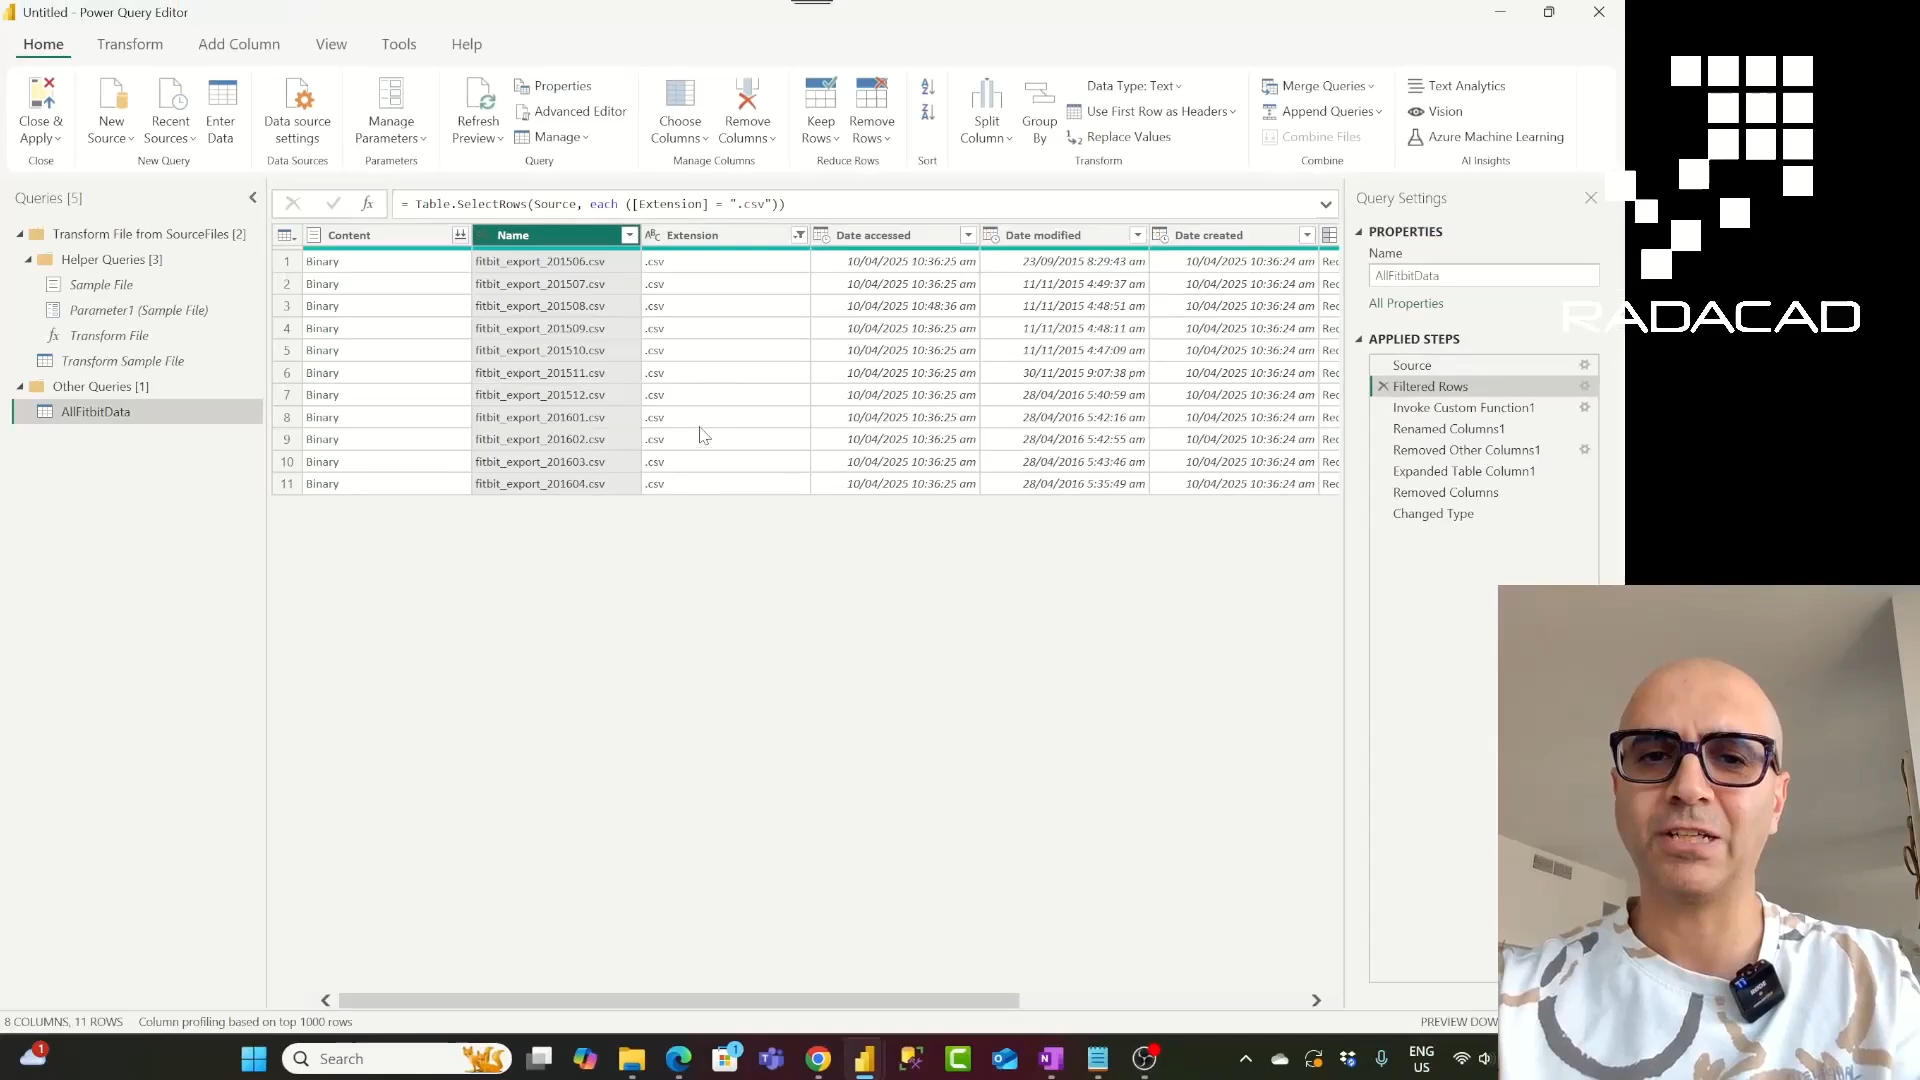 Untitled - Power Query Editor
Home Transform Add Column View Tools Help
Close & Apply
New Source
Recent Sources
Enter Data
Data source settings
Manage Parameters
Refresh Preview
Properties
Advanced Editor
Manage
Choose Columns
Remove Columns
Keep Rows
Remove Rows
Split Column
Group By
Data Type: Text
Use First Row as Headers
Replace Values
Merge Queries
Append Queries
Combine Files
Text Analytics
Vision
Azure Machine Learning
Close New Query Data Sources Parameters Query Manage Columns Reduce Rows Sort Transform Combine AI Insights
Queries [5]
Transform File from SourceFiles [2]
Helper Queries [3]
Sample File
Parameter1 (Sample File)
fx Transform File
Transform Sample File
Other Queries [1]
AllFitbitData
fx = Table.SelectRows(Source, each ([Extension] = ".csv"))
Content Name Extension Date accessed Date modified Date created
1 Binary fitbit_export_201506.csv .csv 10/04/2025 10:36:25 am 23/09/2015 8:29:43 am 10/04/2025 10:36:24 am Rec
2 Binary fitbit_export_201507.csv .csv 10/04/2025 10:36:25 am 11/11/2015 4:49:37 am 10/04/2025 10:36:24 am Rec
3 Binary fitbit_export_201508.csv .csv 10/04/2025 10:48:36 am 11/11/2015 4:48:51 am 10/04/2025 10:36:24 am Rec
4 Binary fitbit_export_201509.csv .csv 10/04/2025 10:36:25 am 11/11/2015 4:48:11 am 10/04/2025 10:36:24 am Rec
5 Binary fitbit_export_201510.csv .csv 10/04/2025 10:36:25 am 11/11/2015 4:47:09 am 10/04/2025 10:36:24 am Rec
6 Binary fitbit_export_201511.csv .csv 10/04/2025 10:36:25 am 30/11/2015 9:07:38 pm 10/04/2025 10:36:24 am Rec
7 Binary fitbit_export_201512.csv .csv 10/04/2025 10:36:25 am 28/04/2016 5:40:59 am 10/04/2025 10:36:24 am Rec
8 Binary fitbit_export_201601.csv .csv 10/04/2025 10:36:25 am 28/04/2016 5:42:16 am 10/04/2025 10:36:24 am Rec
9 Binary fitbit_export_201602.csv .csv 10/04/2025 10:36:25 am 28/04/2016 5:42:55 am 10/04/2025 10:36:24 am Rec
10 Binary fitbit_export_201603.csv .csv 10/04/2025 10:36:25 am 28/04/2016 5:43:46 am 10/04/2025 10:36:24 am Rec
11 Binary fitbit_export_201604.csv .csv 10/04/2025 10:36:25 am 28/04/2016 5:35:49 am 10/04/2025 10:36:24 am Rec
Query Settings
PROPERTIES
Name
AllFitbitData
All Properties
APPLIED STEPS
Source
Filtered Rows
Invoke Custom Function1
Renamed Columns1
Removed Other Columns1
Expanded Table Column1
Removed Columns
Changed Type
RADACAD
8 COLUMNS, 11 ROWS Column profiling based on top 1000 rows
PREVIEW DOW
1
Search
1
ENG
US
RØDE